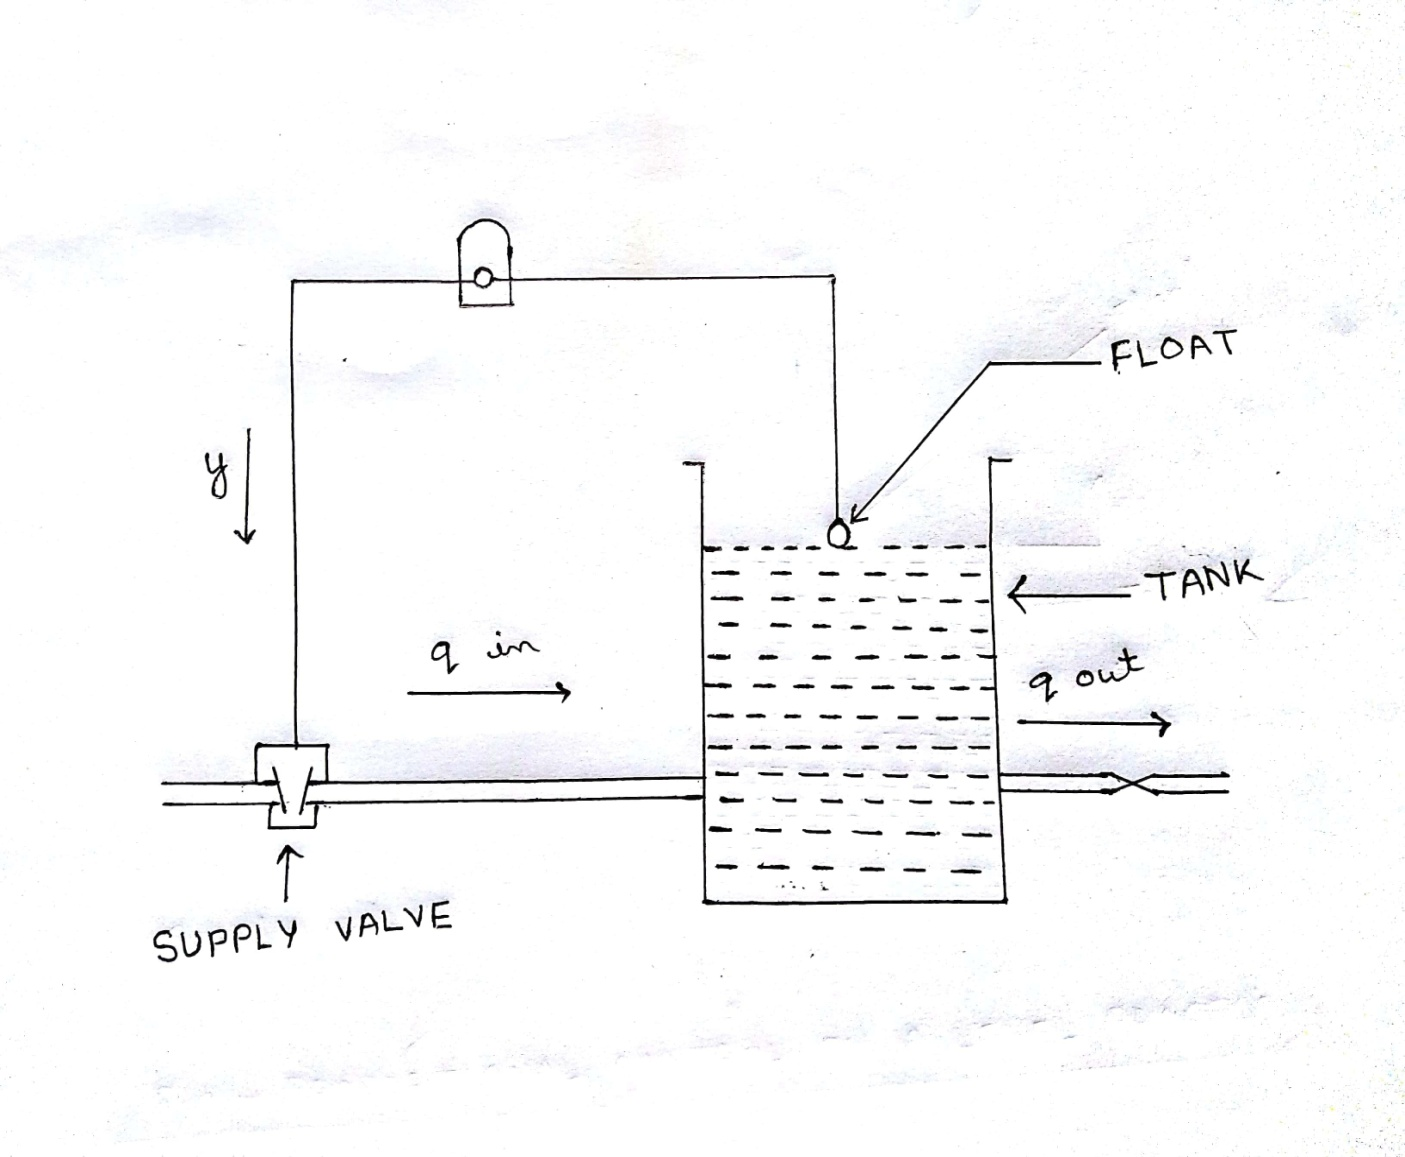 FLOAT
y
TANK
q in
q out
SUPPLY VALVE